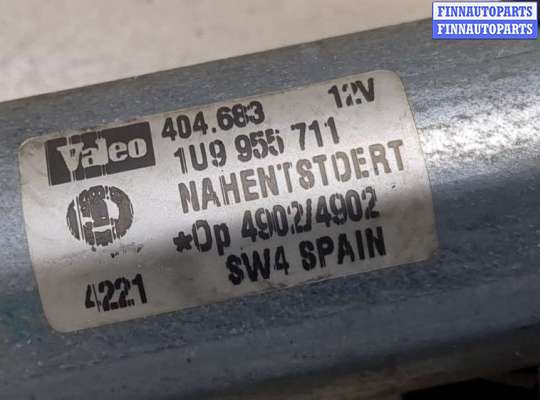 FINNAUTOPARTS
FINNAUTOPARTS
Valeo 404.683 12V
1U9 955 711
NAHENTSTDERT
*Op 4902/4902
4221 SW4 SPAIN